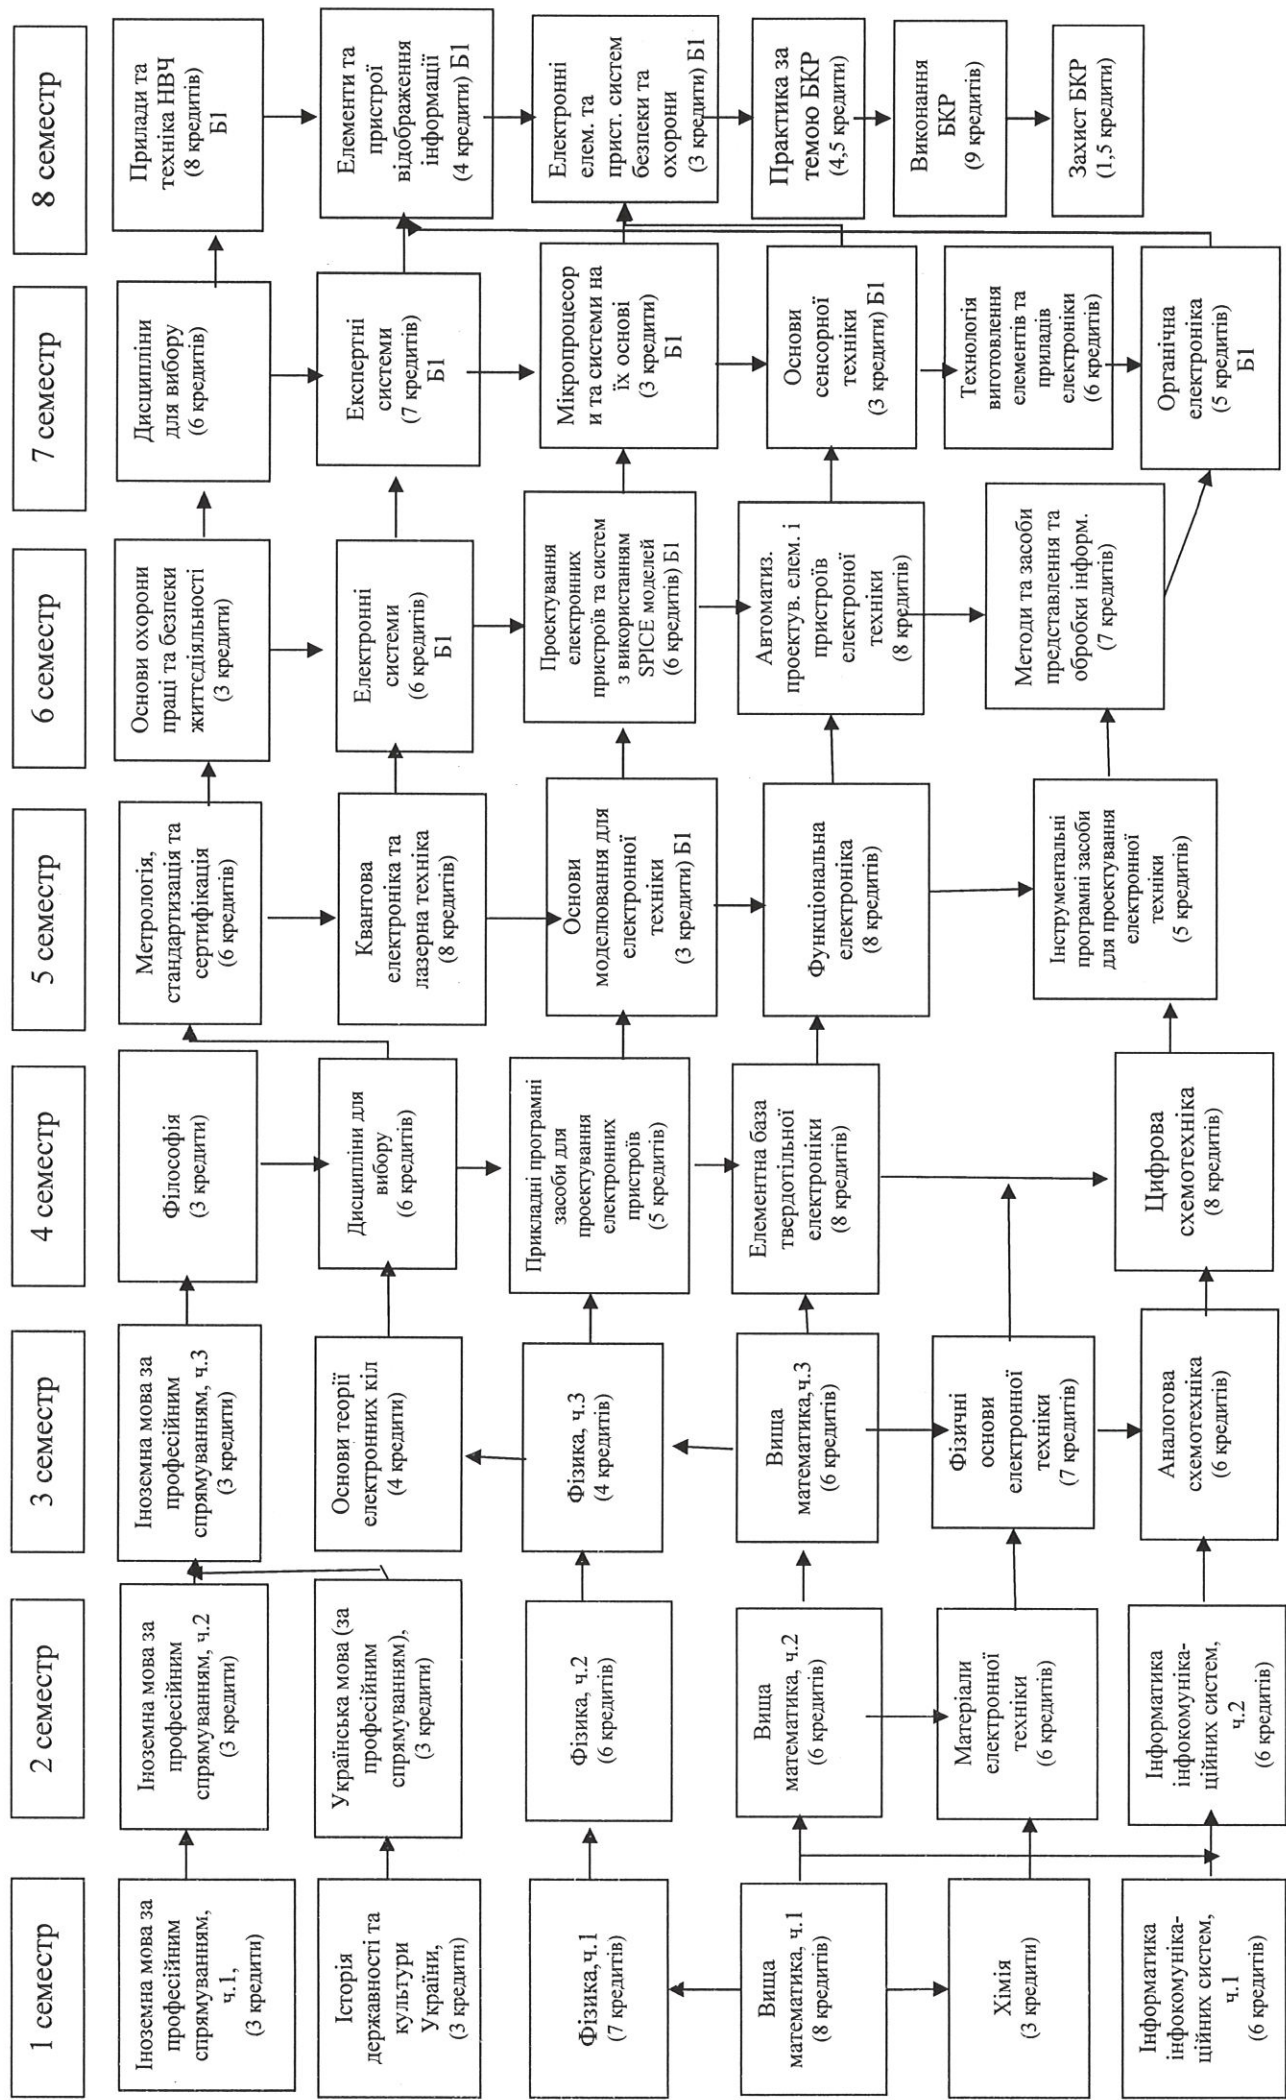 1 семестр
2 семестр
3 семестр
4 семестр
5 семестр
6 семестр
7 семестр
8 семестр
Іноземна мова за
професійним
спрямуванням,
ч.1,
(3 кредити)
Історія
державності та
культури
України,
(3 кредити)
Фізика,ч.1
(7 кредитів)
Вища
математика, ч.1
(8 кредитів)
Хімія
(3 кредити)
Інформатика
інфокомуніка-
ційних систем,
ч.1
(6 кредитів)
Іноземна мова за
професійним
спрямуванням, ч.2
(3 кредити)
Українська мова (за
професійним
спрямуванням),
(3 кредити)
Фізика, ч.2
(6 кредитів)
Вища
математика, ч.2
(6 кредитів)
Матеріали
електронної
техніки
(6 кредитів)
Інформатика
інфокомуніка-
ційних систем,
ч.2
(6 кредитів)
Іноземна мова за
професійним
спрямуванням, ч.3
(3 кредити)
Основи теорії
електронних кіл
(4 кредити)
Фізика, ч.3
(4 кредитів)
Вища
математика,ч.3
(6 кредитів)
Фізичні
основи
електронної
техніки
(7 кредитів)
Аналогова
схемотехніка
(6 кредитів)
Філософія
(3 кредити)
Дисципліни для
вибору
(6 кредитів)
Прикладні програмні
засоби для
проектування
електронних
пристроїв
(5 кредитів)
Елементна база
твердотільної
електроніки
(8 кредитів)
Цифрова
схемотехніка
(8 кредитів)
Метрологія,
стандартизація та
сертифікація
(6 кредитів)
Квантова
електроніка та
лазерна техніка
(8 кредитів)
Основи
моделювання для
електронної
техніки
(3 кредити) Б1
Функціональна
електроніка
(8 кредитів)
Інструментальні
програмні засоби
для проектування
електронної
техніки
(5 кредитів)
Основи охорони
праці та безпеки
життєдіяльності
(3 кредити)
Електронні
системи
(6 кредитів)
Б1
Проектування
електронних
пристроїв та систем
з використанням
SPICE моделей
(6 кредитів) Б1
Автоматиз.
проектув. елем. і
пристроїв
електроної
техніки
(8 кредитів)
Методи та засоби
представлення та
обробки інформ.
(7 кредитів)
Дисципліни
для вибору
(6 кредитів)
Експертні
системи
(7 кредитів)
Б1
Мікропроцесор
и та системи на
їх основі
(3 кредити)
Б1
Основи
сенсорної
техніки
(3 кредити) Б1
Технологія
виготовлення
елементів та
приладів
електроніки
(6 кредитів)
Органічна
електроніка
(5 кредитів)
Б1
Прилади та
техніка НВЧ
(8 кредитів)
Б1
Елементи та
пристрої
відображення
інформації
(4 кредити) Б1
Електронні
елем. та
прист. систем
безпеки та
охорони
(3 кредити) Б1
Практика за
темою БКР
(4,5 кредити)
Виконання
БКР
(9 кредитів)
Захист БКР
(1,5 кредити)